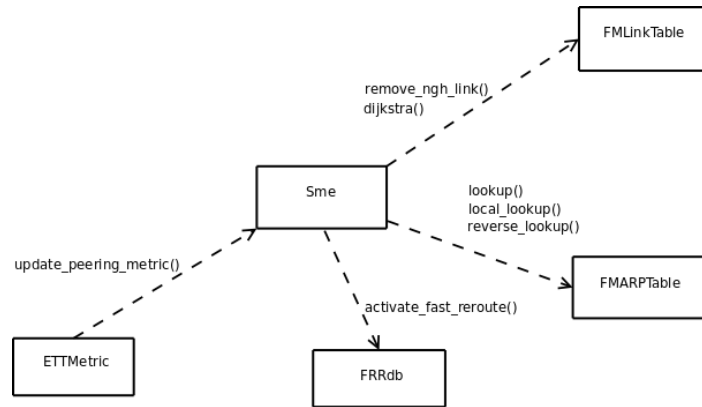 FMLinkTable
remove_ngh_link()
dijkstra()
Sme
lookup()
local_lookup()
reverse_lookup()
update_peering_metric()
FMARPTable
activate_fast_reroute()
ETTMetric
FRRdb